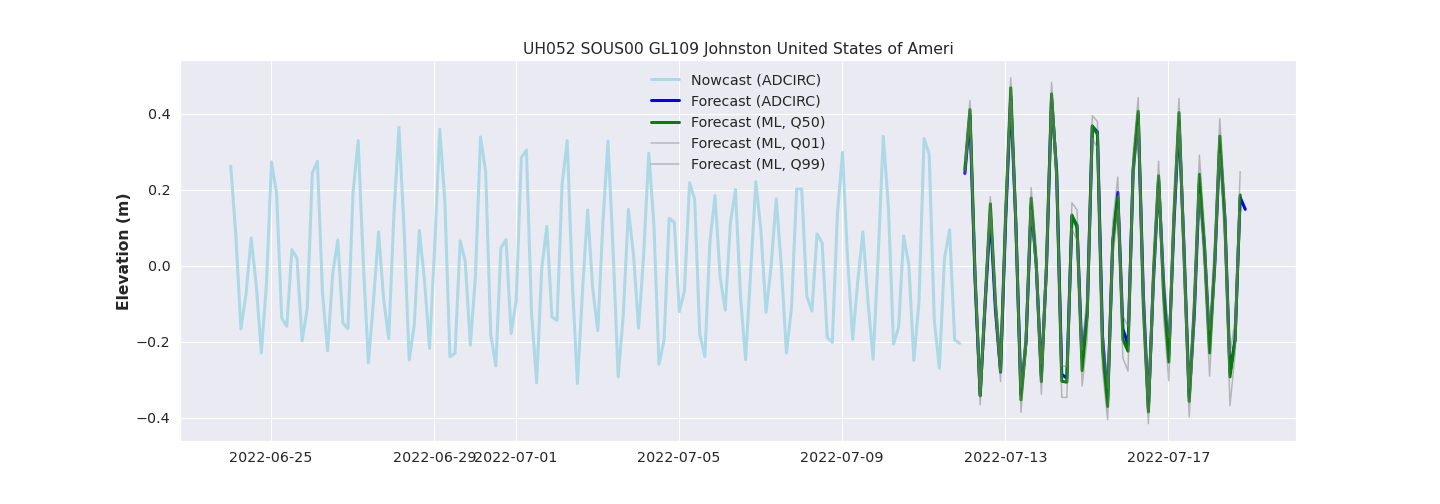 UH052 SOUS00 GL109 Johnston United States of Ameri
Nowcast (ADCIRC)
Forecast (ADCIRC)
Forecast (ML, Q50)
Forecast (ML, Q01)
Forecast (ML, Q99)
Elevation (m)
0.4
0.2
0.0
−0.2
−0.4
2022-06-25 2022-06-29 2022-07-01 2022-07-05 2022-07-09 2022-07-13 2022-07-17